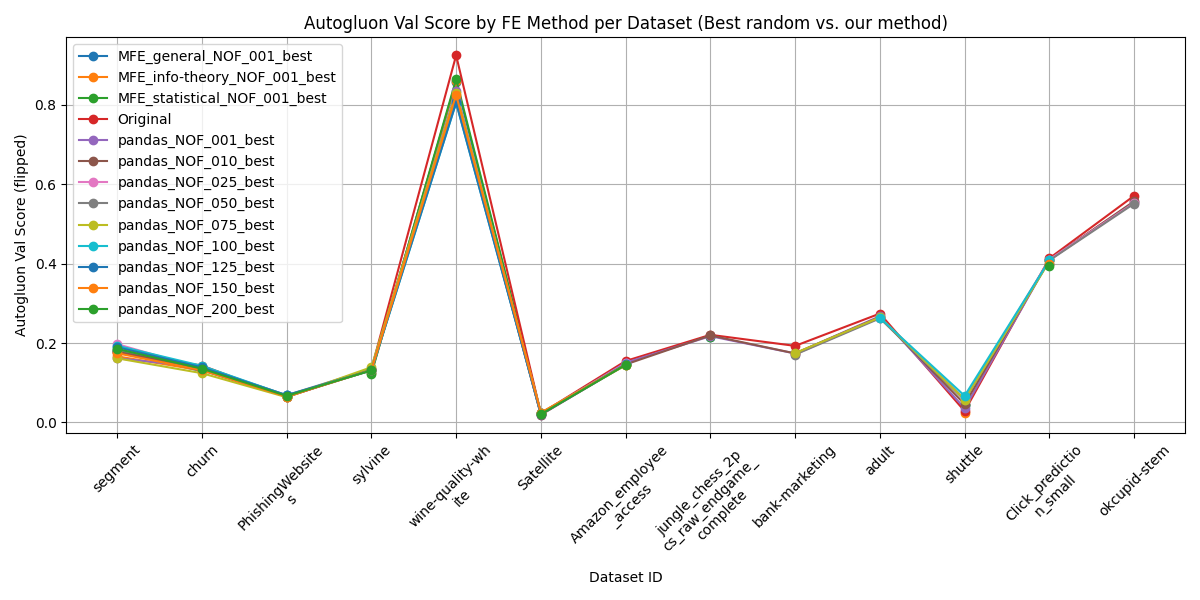 Autogluon Val Score by FE Method per Dataset (Best random vs. our method)
MFE_general_NOF_001_best
MFE_info-theory_NOF_001_best
MFE_statistical_NOF_001_best
Original
pandas_NOF_001_best
pandas_NOF_010_best
pandas_NOF_025_best
pandas_NOF_050_best
pandas_NOF_075_best
pandas_NOF_100_best
pandas_NOF_125_best
pandas_NOF_150_best
pandas_NOF_200_best
Autogluon Val Score (flipped)
0.8
0.6
0.4
0.2
0.0
segment
churn
PhishingWebsite
s
sylvine
wine-quality-wh
ite
Satellite
Amazon_employee
_access
jungle_chess_2p
cs_raw_endgame_
complete
bank-marketing
adult
shuttle
Click_predictio
n_small
okcupid-stem
Dataset ID